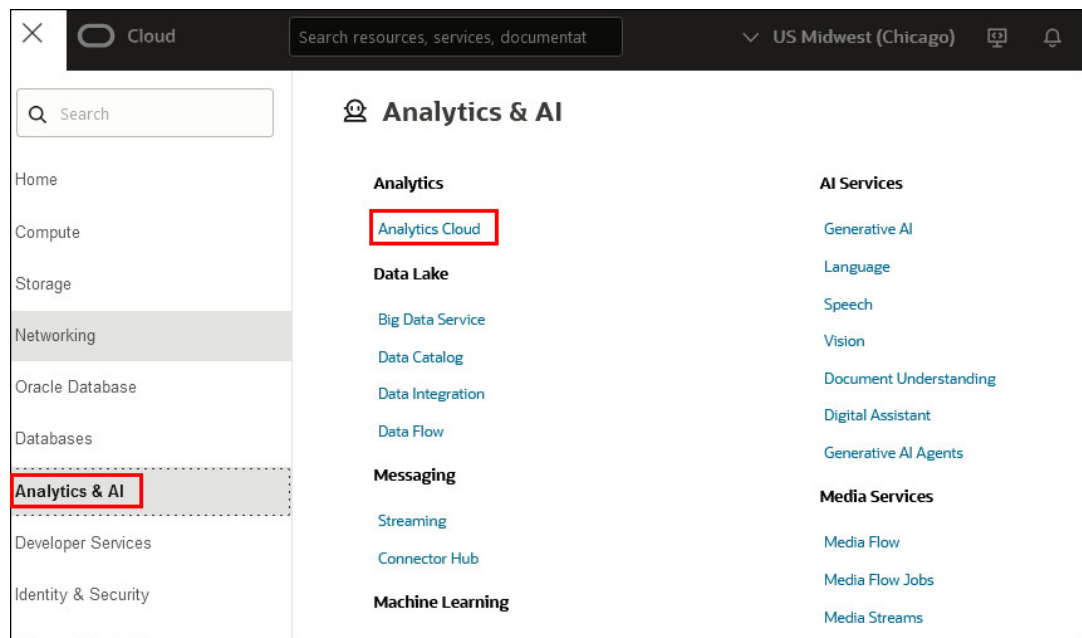 Cloud
Search resources, services, documentat
US Midwest (Chicago)
Search
Home
Compute
Storage
Networking
Oracle Database
Databases
Analytics & AI
Developer Services
Identity & Security
Analytics & AI
Analytics
Analytics Cloud
Data Lake
Big Data Service
Data Catalog
Data Integration
Data Flow
Messaging
Streaming
Connector Hub
Machine Learning
AI Services
Generative AI
Language
Speech
Vision
Document Understanding
Digital Assistant
Generative AI Agents
Media Services
Media Flow
Media Flow Jobs
Media Streams